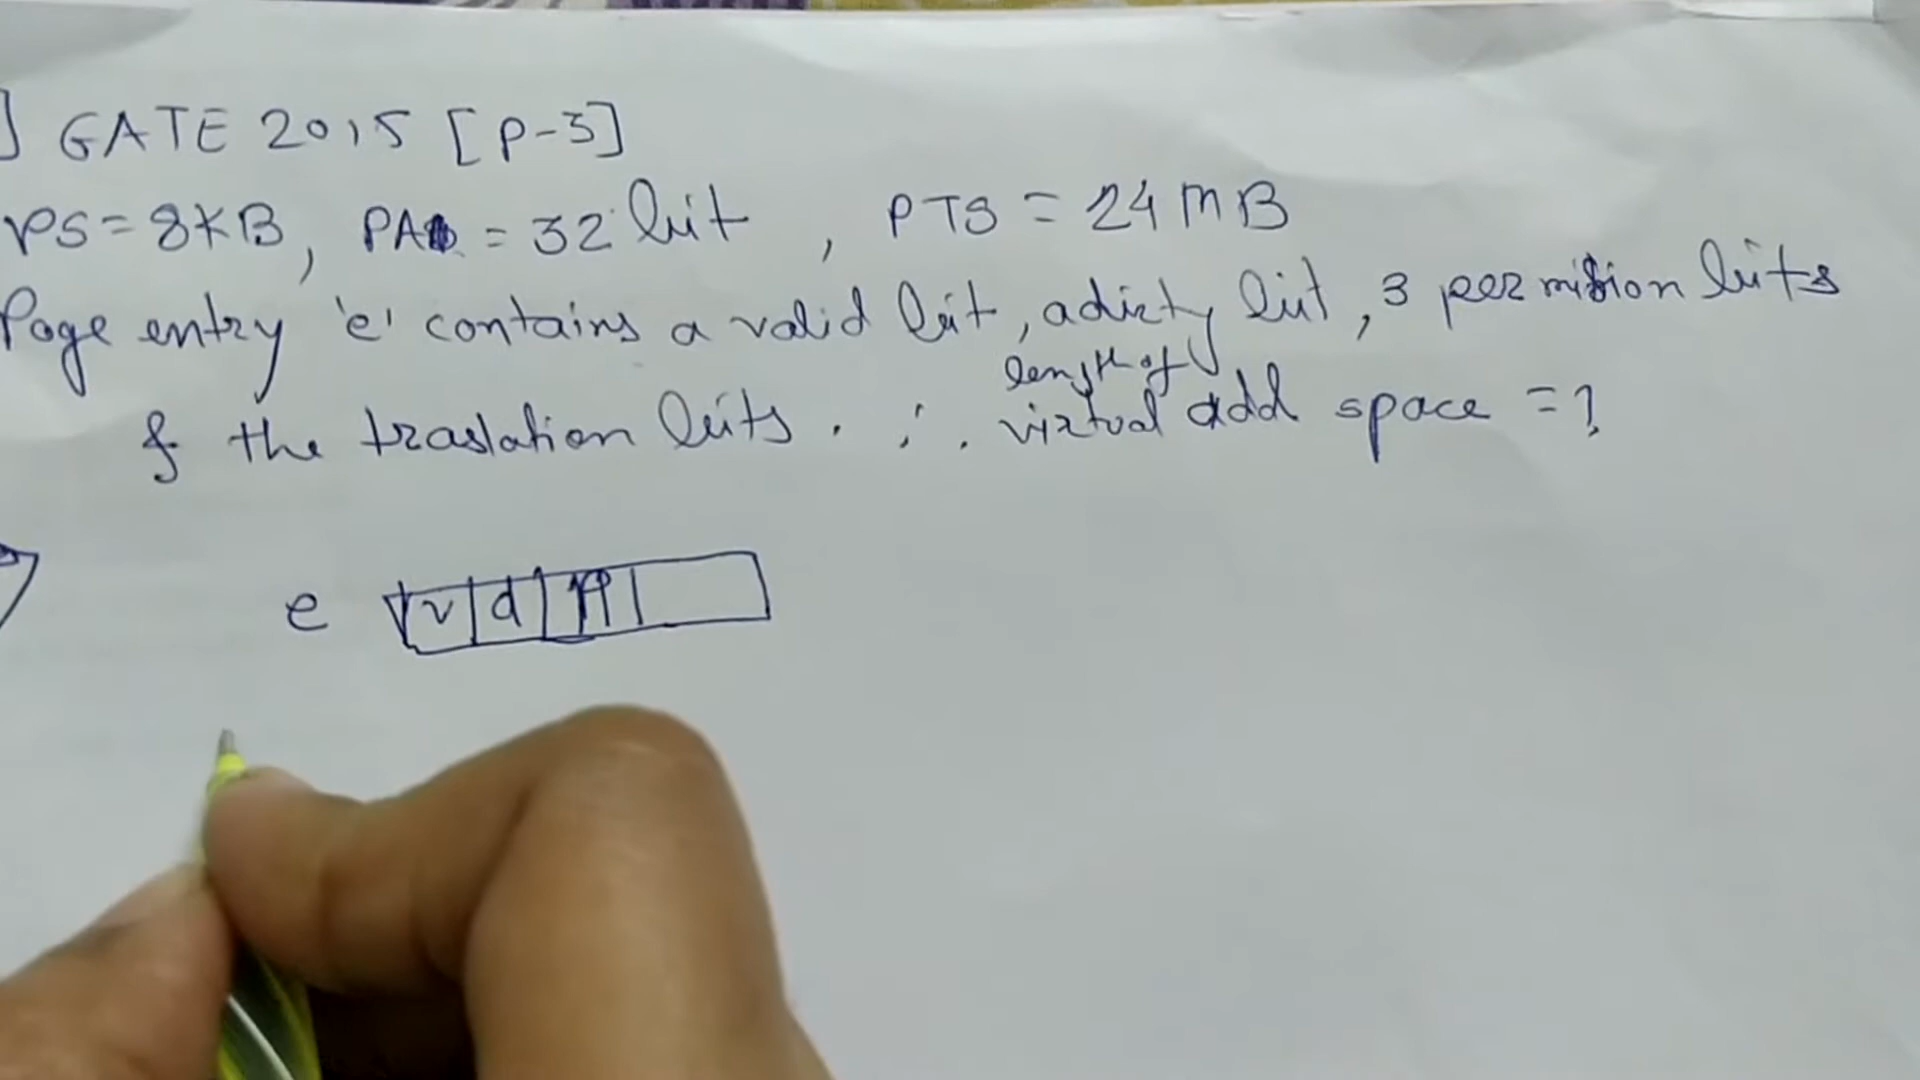 ] GATE 2015 [P-3]
PS = 8KB, PA = 32 bit, PTS = 24 MB
Page entry 'e' contains a valid bit, a dirty bit, 3 permision bits
length of
& the traslation bits. ∴ virtual add space = ?
e v d P